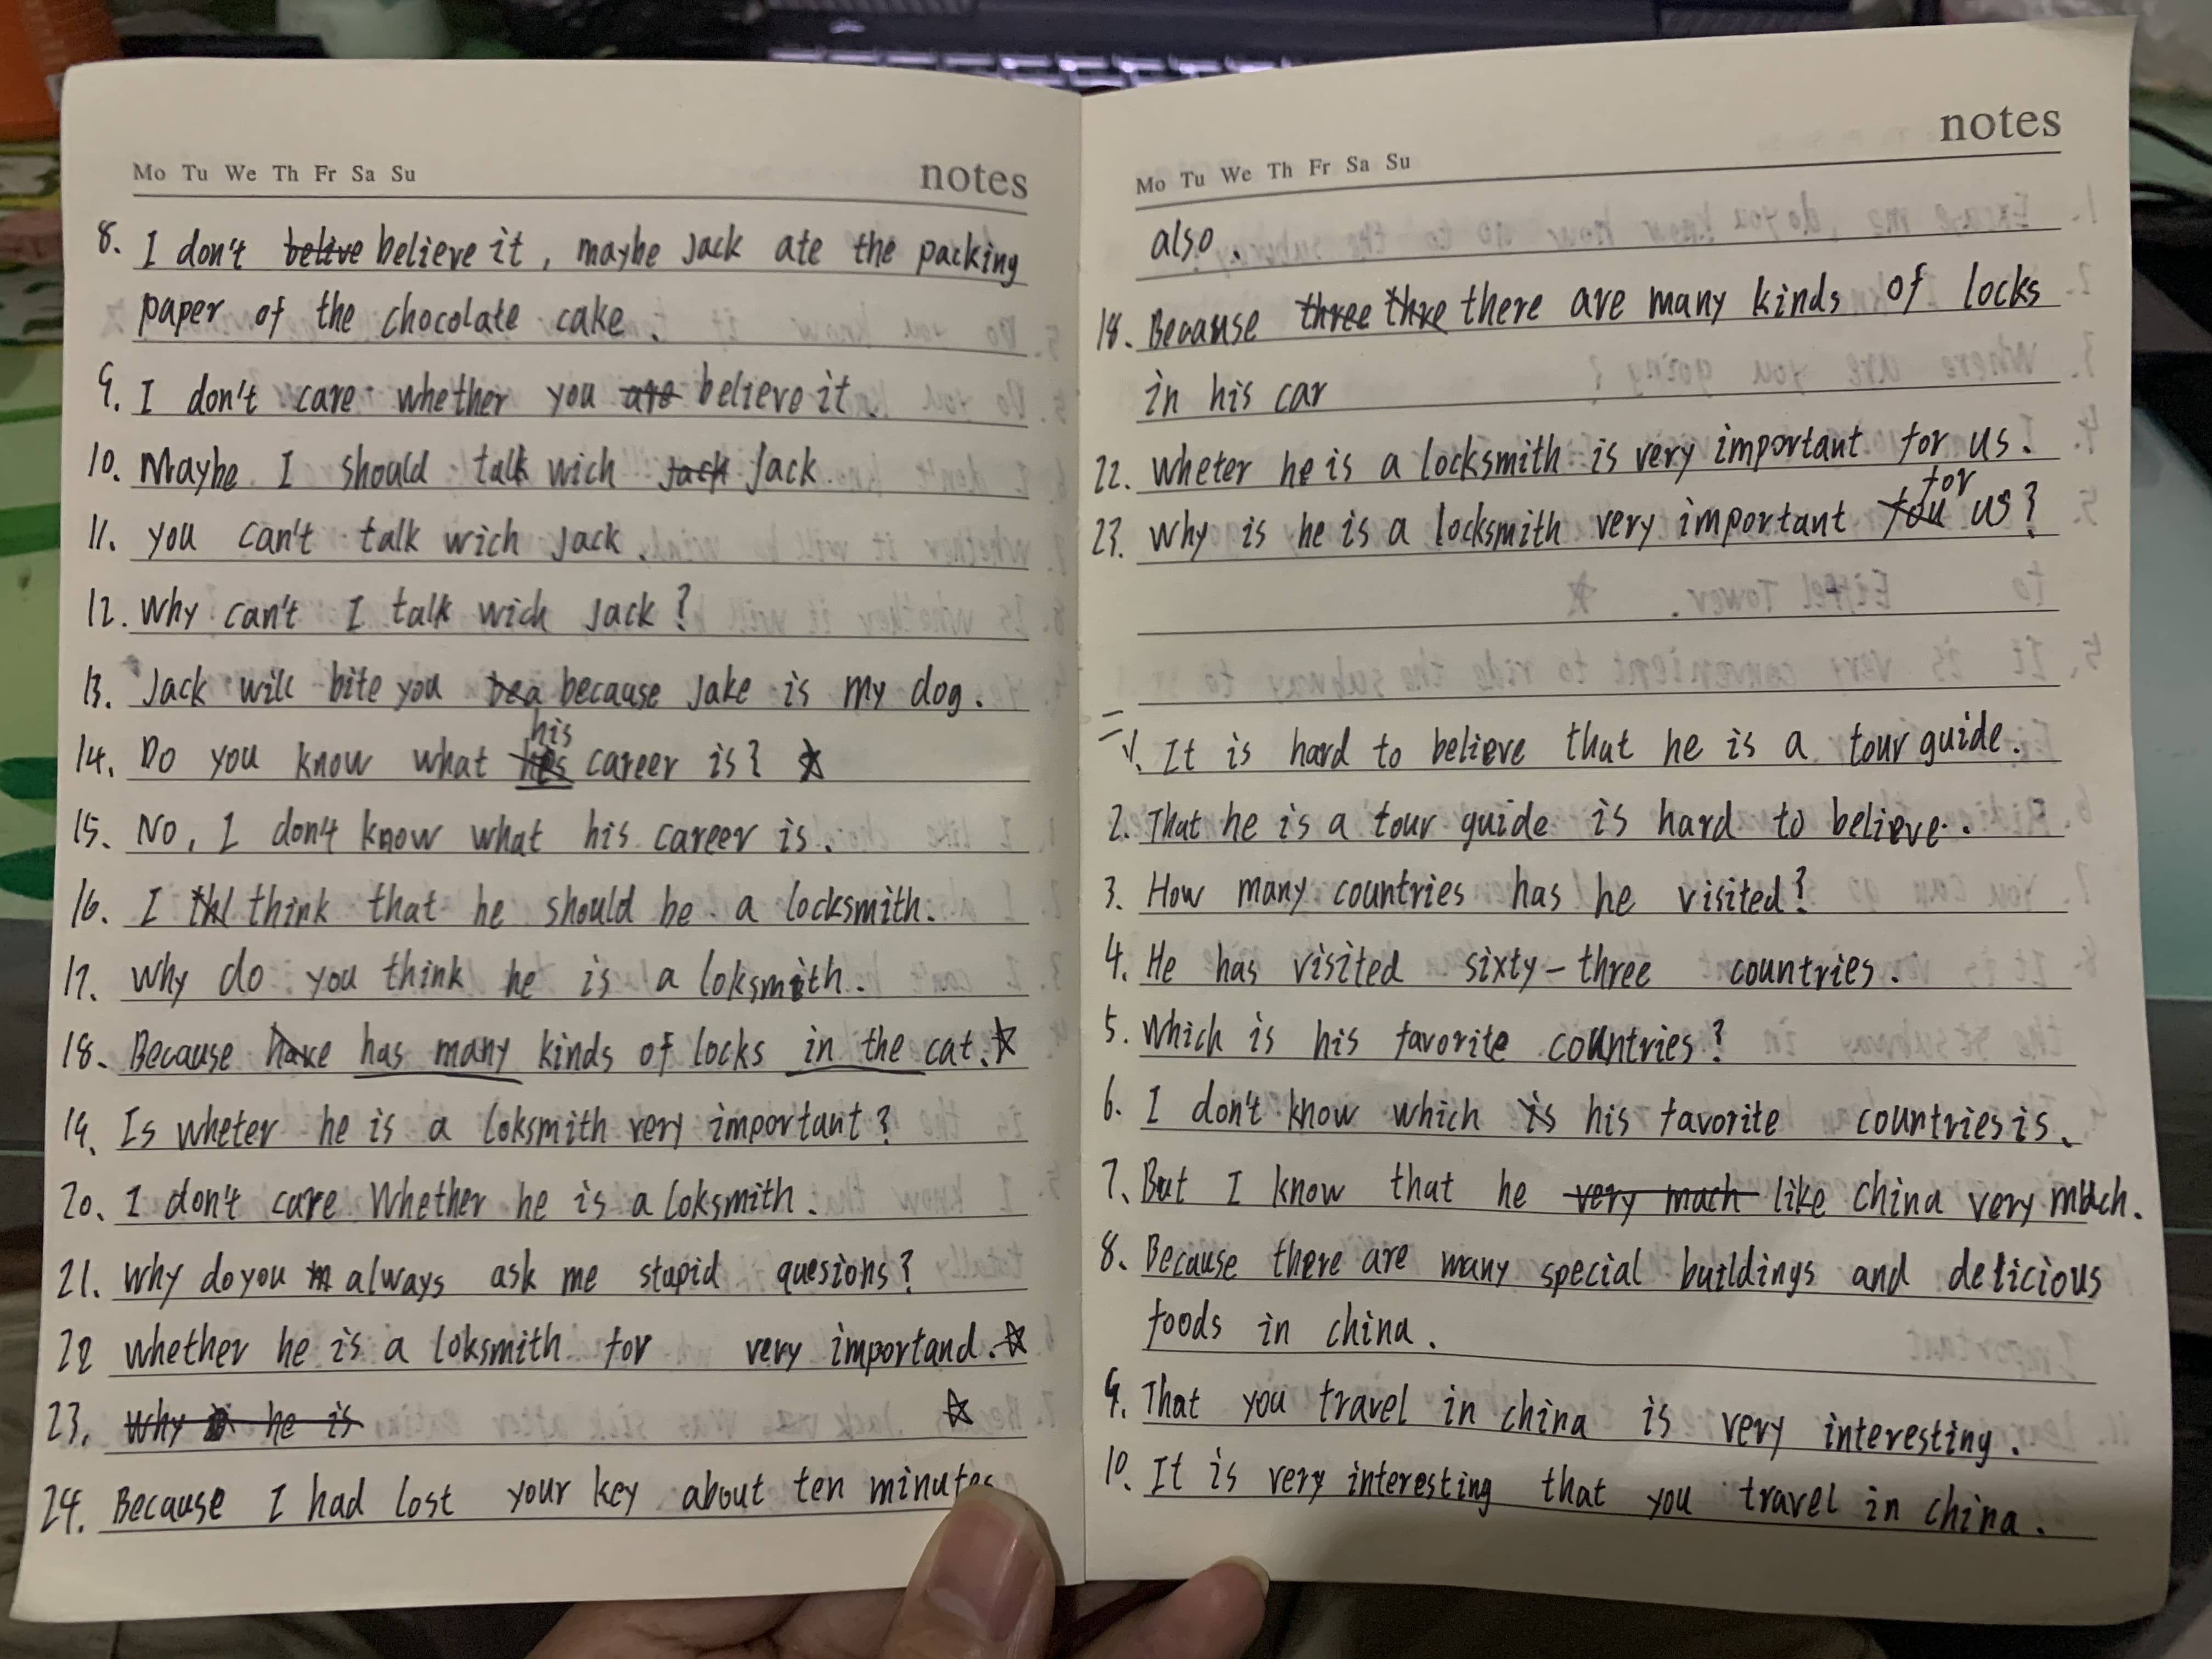 Mo Tu We Th Fr Sa Su notes
8. I don't belive believe it, maybe Jack ate the packing
paper of the chocolate cake.
9. I don't care whether you are believe it.
10. Maybe I should talk wich Jack Jack.
11. you can't talk wich Jack.
12. Why can't I talk wich Jack?
13. Jack will bite you bea because Jake is my dog.
his
14. Do you know what hes career is? ☆
15. No, I don't know what his career is.
16. I thI think that he should be a locksmith.
17. Why do you think he is a loksmith.
18. Because have has many kinds of locks in the cat. ☆
19. Is wheter he is a loksmith very important?
20. I don't care Whether he is a loksmith.
21. Why do you m always ask me stupid quesions?
22 whether he is a loksmith for very importand. ☆
23. Why is he is ☆
24. Because I had lost your key about ten minutes
Mo Tu We Th Fr Sa Su notes
also.
18. Because three thre there are many kinds of locks
in his car
22. wheter he is a locksmith is very important for us.
for
23. Why is he is a locksmith very important you us?
1. It is hard to believe that he is a tour guide.
2. That he is a tour guide is hard to believe.
3. How many countries has he visited?
4. He has visited sixty-three countries.
5. Which is his favorite countries?
6. I don't know which is his favorite countries is.
7. But I know that he very mach like china very much.
8. Because there are many special buildings and delicious
foods in china.
9. That you travel in china is very interesting.
10. It is very interesting that you travel in china.